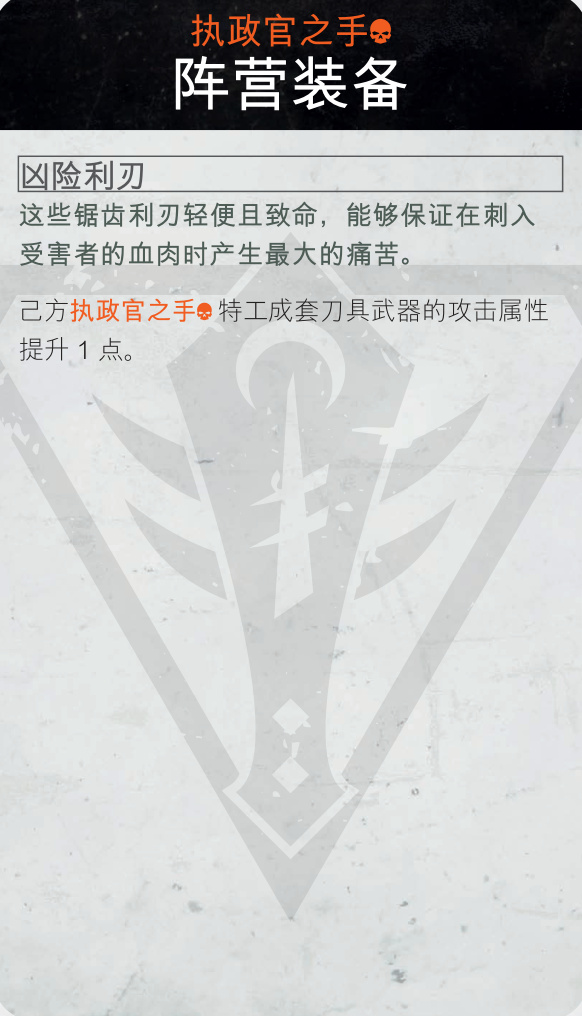 执政官之手
阵营装备
凶险利刃
这些锯齿利刃轻便且致命，能够保证在刺入
受害者的血肉时产生最大的痛苦。
己方执政官之手 特工成套刀具武器的攻击属性
提升 1 点。